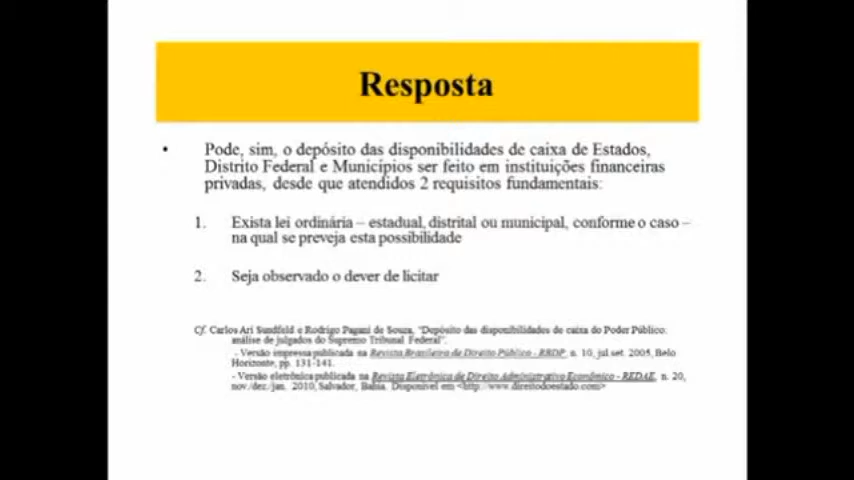 Resposta
• Pode, sim, o depósito das disponibilidades de caixa de Estados,
Distrito Federal e Municípios ser feito em instituições financeiras
privadas, desde que atendidos 2 requisitos fundamentais:
1. Exista lei ordinária – estadual, distrital ou municipal, conforme o caso –
na qual se preveja esta possibilidade
2. Seja observado o dever de licitar
Cf. Carlos Ari Sundfeld e Rodrigo Pagani de Souza, "Depósito das disponibilidades de caixa do Poder Público:
análise de julgados do Supremo Tribunal Federal".
- Versão impressa publicada na Revista Brasileira de Direito Público - RBDP, n. 10, jul.set. 2005, Belo
Horizonte, pp. 131-141.
- Versão eletrônica publicada na Revista Eletrônica de Direito Administrativo Econômico - REDAE, n. 20,
nov./dez./jan. 2010, Salvador, Bahia. Disponível em <http://www.direitodoestado.com>